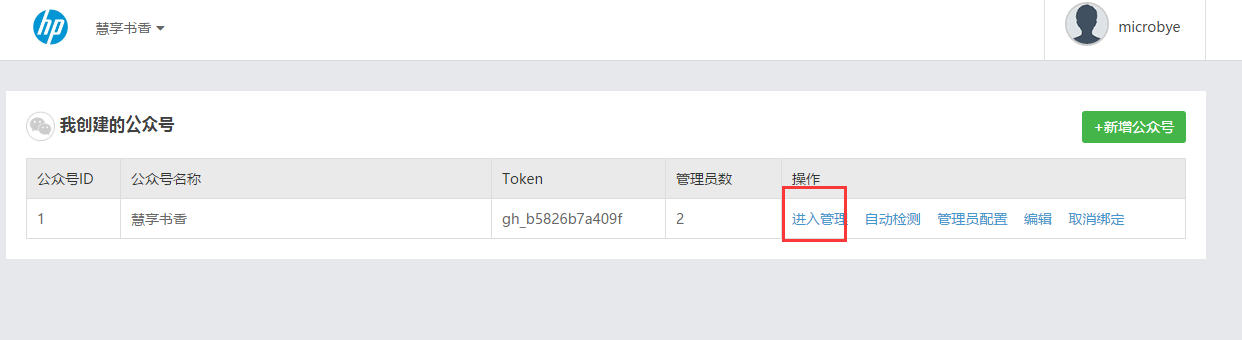 hp 慧享书香 microbye
我创建的公众号 +新增公众号
公众号ID 公众号名称 Token 管理员数 操作
1 慧享书香 gh_b5826b7a409f 2 进入管理 自动检测 管理员配置 编辑 取消绑定